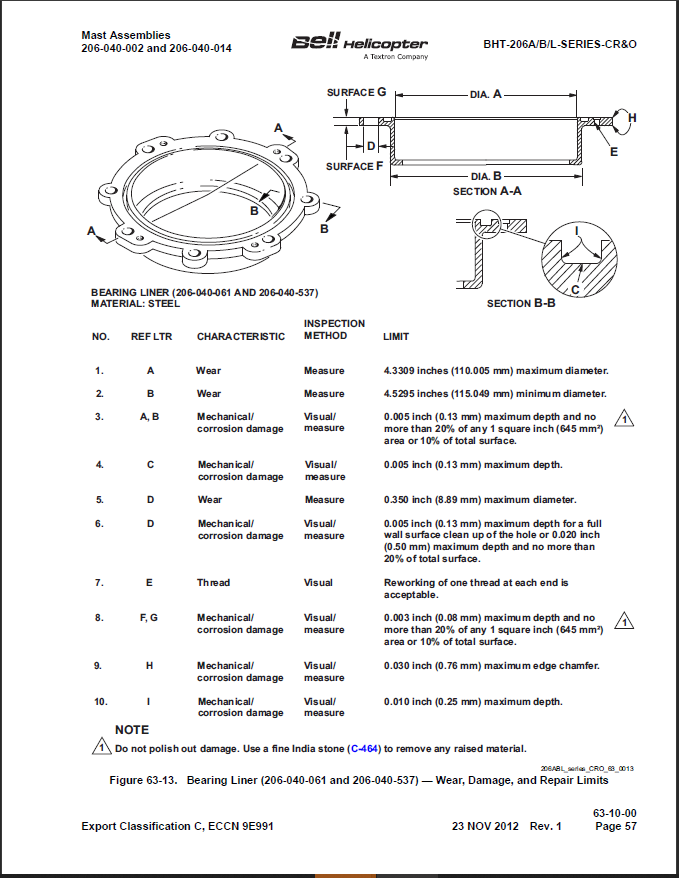 Mast Assemblies
206-040-002 and 206-040-014
Bell Helicopter
A Textron Company
BHT-206A/B/L-SERIES-CR&O
SURFACE G
DIA. A
H
D
E
SURFACE F
DIA. B
SECTION A-A
A
B
B
A
I
C
SECTION B-B
BEARING LINER (206-040-061 AND 206-040-537)
MATERIAL: STEEL
NO. REF LTR CHARACTERISTIC INSPECTION METHOD LIMIT
1. A Wear Measure 4.3309 inches (110.005 mm) maximum diameter.
2. B Wear Measure 4.5295 inches (115.049 mm) minimum diameter.
3. A, B Mechanical/ Visual/ 0.005 inch (0.13 mm) maximum depth and no 1
corrosion damage measure more than 20% of any 1 square inch (645 mm²)
area or 10% of total surface.
4. C Mechanical/ Visual/ 0.005 inch (0.13 mm) maximum depth.
corrosion damage measure
5. D Wear Measure 0.350 inch (8.89 mm) maximum diameter.
6. D Mechanical/ Visual/ 0.005 inch (0.13 mm) maximum depth for a full
corrosion damage measure wall surface clean up of the hole or 0.020 inch
(0.50 mm) maximum depth and no more than
20% of total surface.
7. E Thread Visual Reworking of one thread at each end is
acceptable.
8. F, G Mechanical/ Visual/ 0.003 inch (0.08 mm) maximum depth and no 1
corrosion damage measure more than 20% of any 1 square inch (645 mm²)
area or 10% of total surface.
9. H Mechanical/ Visual/ 0.030 inch (0.76 mm) maximum edge chamfer.
corrosion damage measure
10. I Mechanical/ Visual/ 0.010 inch (0.25 mm) maximum depth.
corrosion damage measure
NOTE
1 Do not polish out damage. Use a fine India stone (C-464) to remove any raised material.
206ABL_series_CRO_63_0013
Figure 63-13. Bearing Liner (206-040-061 and 206-040-537) — Wear, Damage, and Repair Limits
63-10-00
Export Classification C, ECCN 9E991 23 NOV 2012 Rev. 1 Page 57